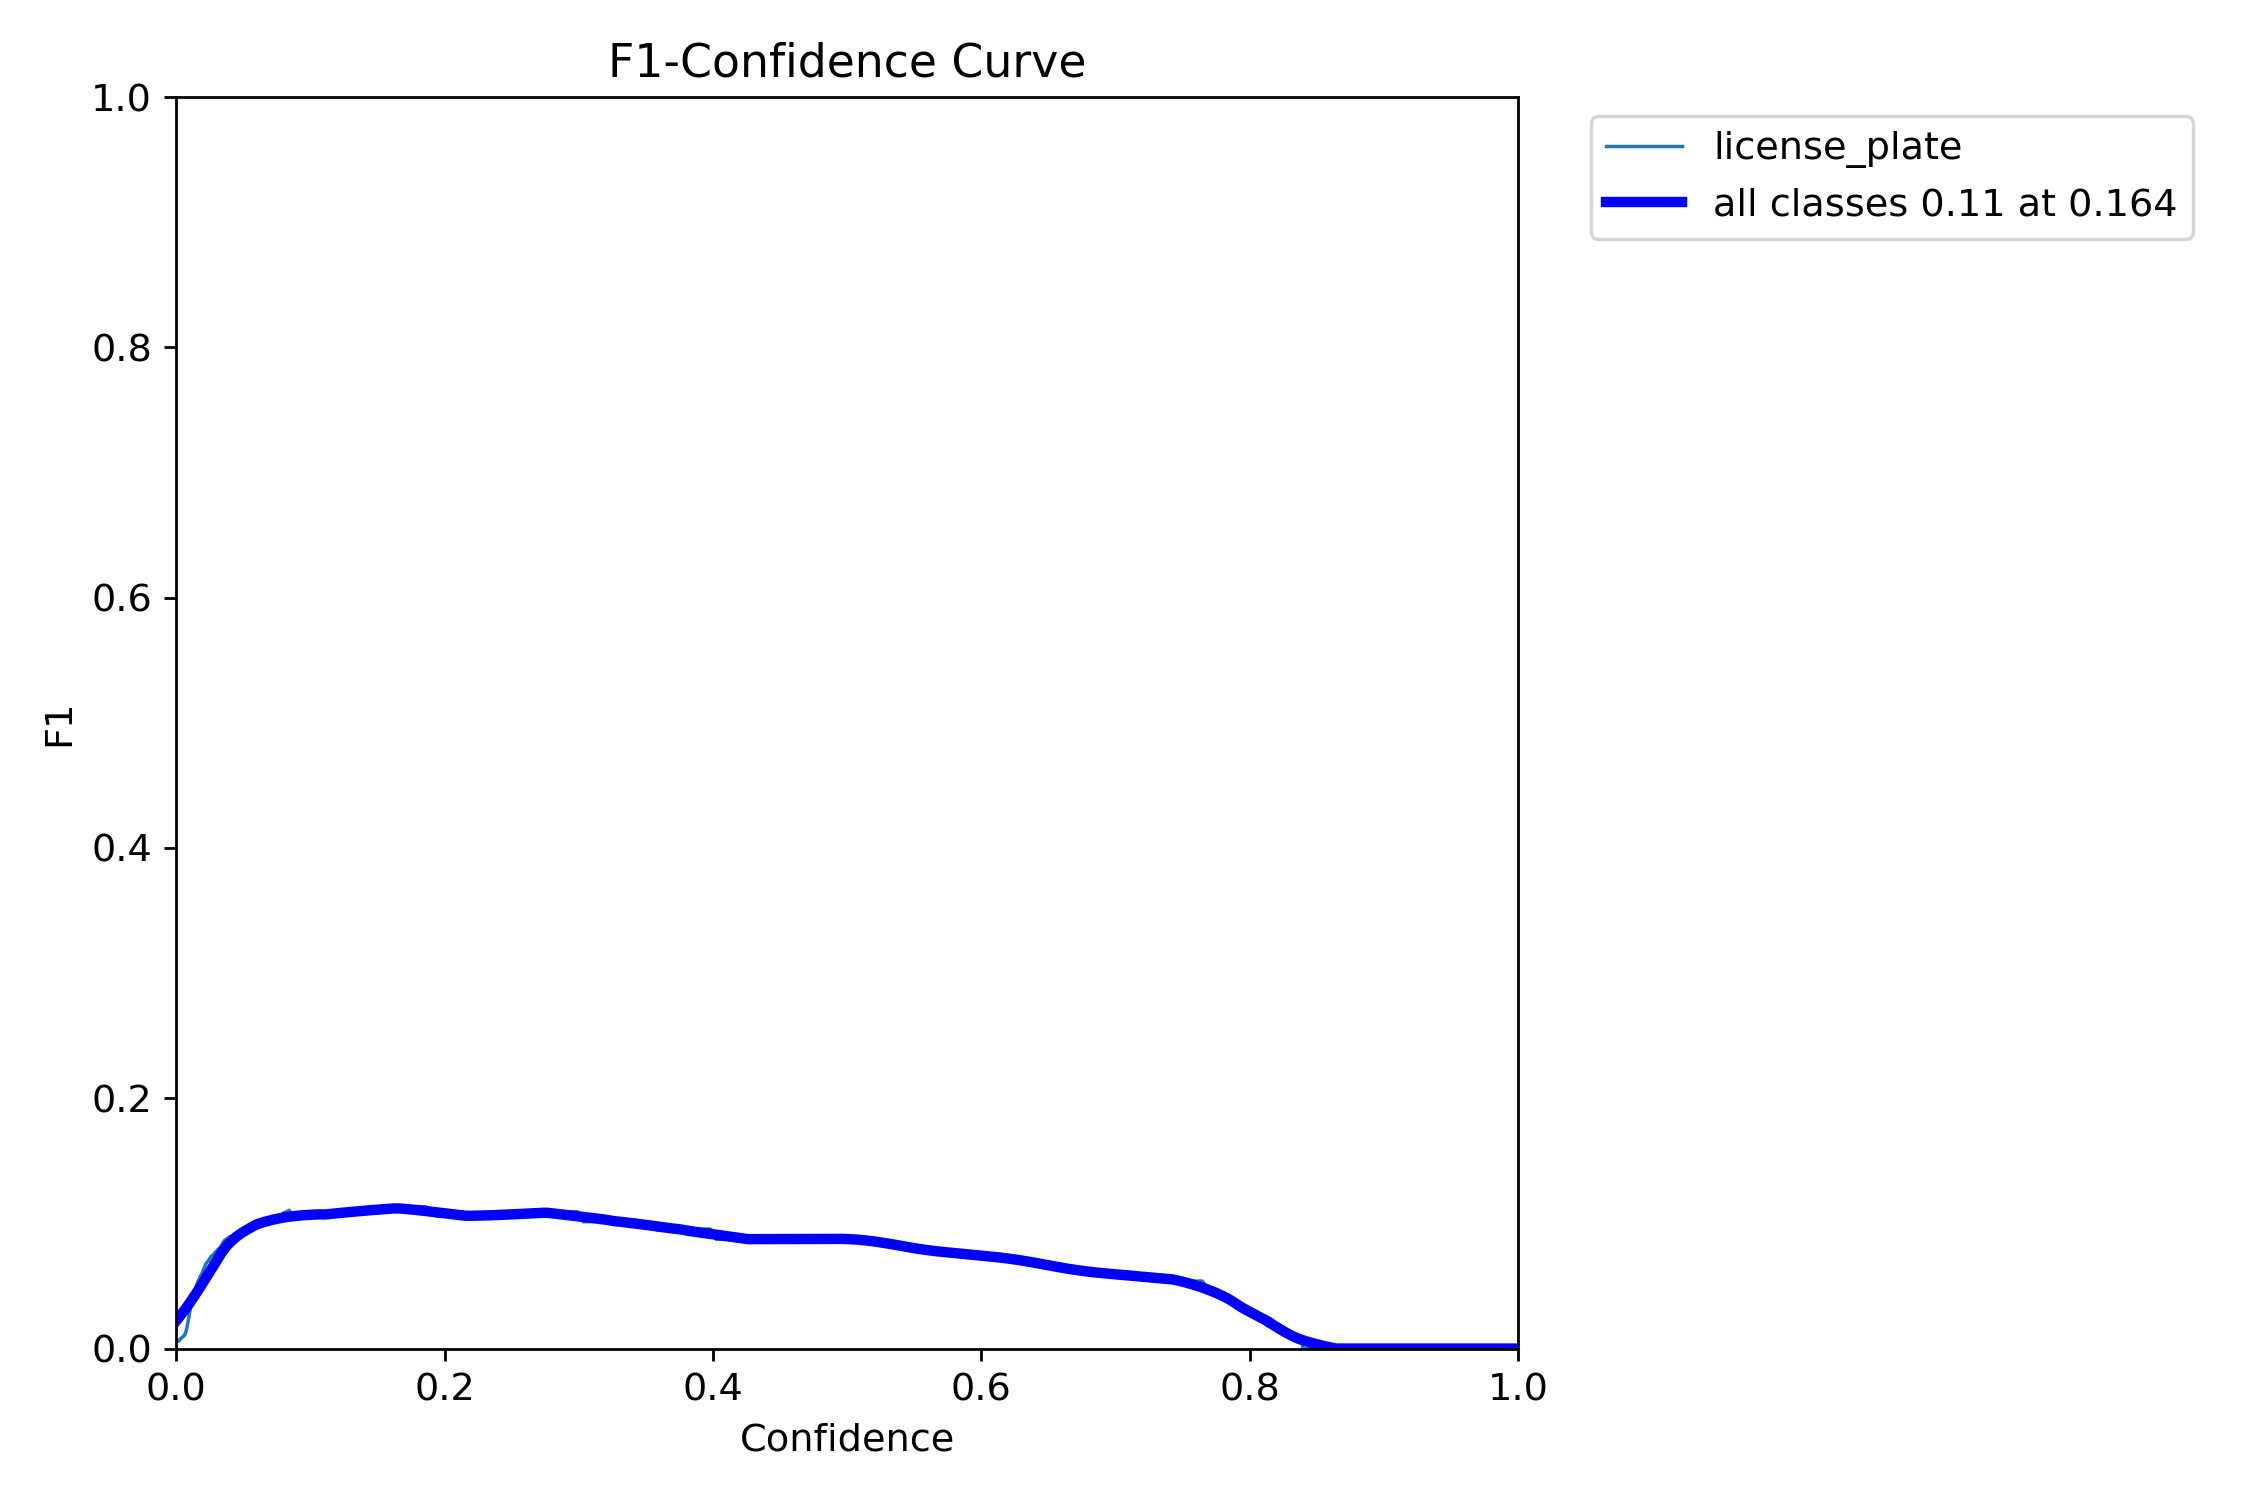 F1-Confidence Curve
1.0
0.8
0.6
0.4
0.2
0.0
F1
0.0 0.2 0.4 0.6 0.8 1.0
Confidence
license_plate
all classes 0.11 at 0.164